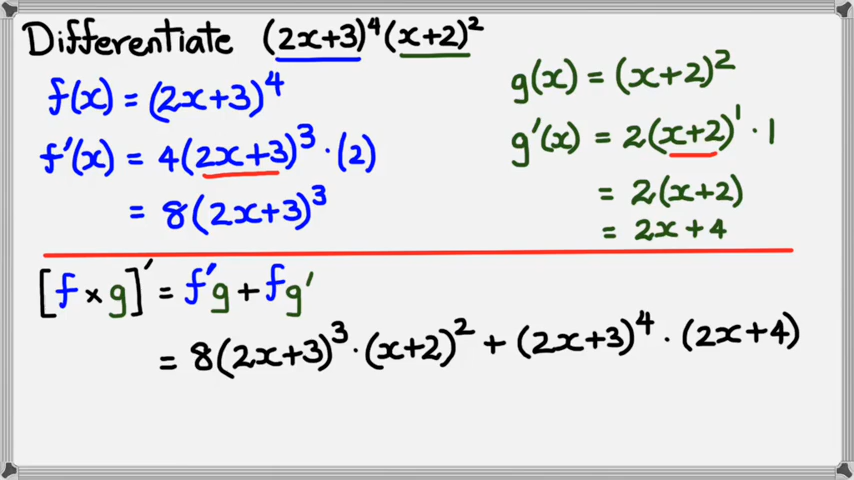 Differentiate (2x+3)⁴(x+2)²
f(x) = (2x+3)⁴
f'(x) = 4(2x+3)³ · (2)
= 8(2x+3)³
g(x) = (x+2)²
g'(x) = 2(x+2)¹ · 1
= 2(x+2)
= 2x+4
[f × g]' = f'g + fg'
= 8(2x+3)³ · (x+2)² + (2x+3)⁴ · (2x+4)